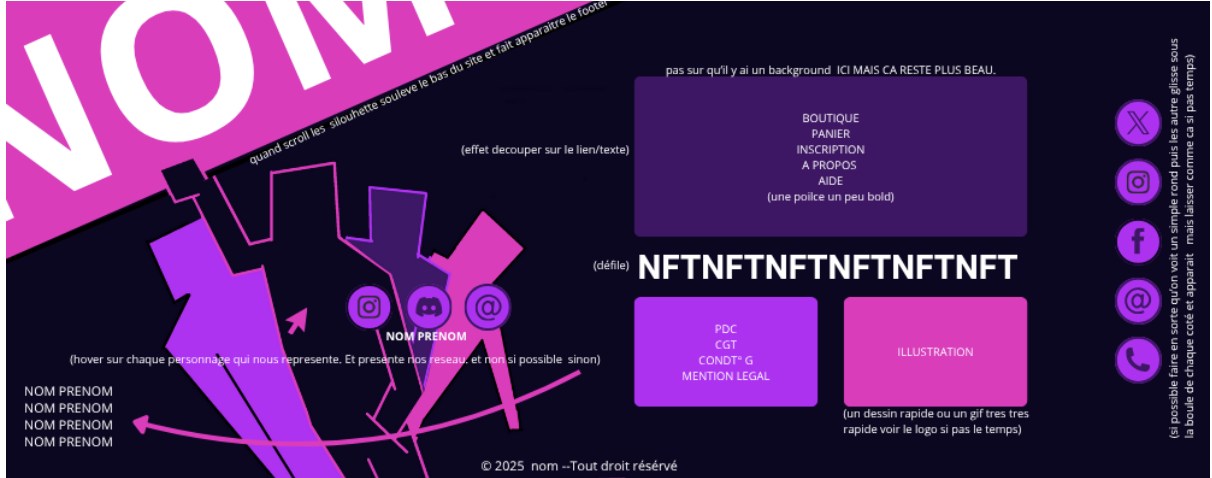 NOM
quand scroll les silouhette souleve le bas du site et fait apparaitre le footer
pas sur qu'il y ai un background ICI MAIS CA RESTE PLUS BEAU.
(effet decouper sur le lien/texte)
BOUTIQUE
PANIER
INSCRIPTION
A PROPOS
AIDE
(une poilce un peu bold)
(défile)
NFTNFTNFTNFTNFTNFT
PDC
CGT
CONDT° G
MENTION LEGAL
ILLUSTRATION
(un dessin rapide ou un gif tres tres
rapide voir le logo si pas le temps)
NOM PRENOM
(hover sur chaque personnage qui nous represente. Et presente nos reseau. et non si possible sinon)
NOM PRENOM
NOM PRENOM
NOM PRENOM
NOM PRENOM
© 2025 nom --Tout droit résérvé
(si possible faire en sorte qu'on voit un simple rond puis les autre glisse sous
la boule de chaque coté et apparait mais laisser comme ca si pas temps)